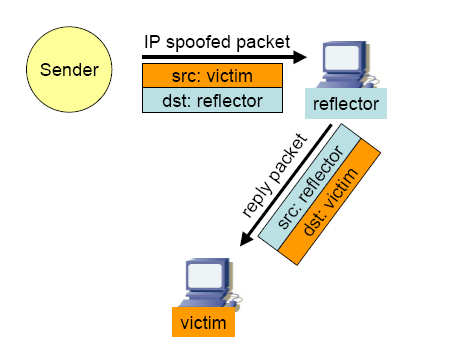 IP spoofed packet
Sender
src: victim
dst: reflector
reflector
reply packet
src: reflector
dst: victim
victim